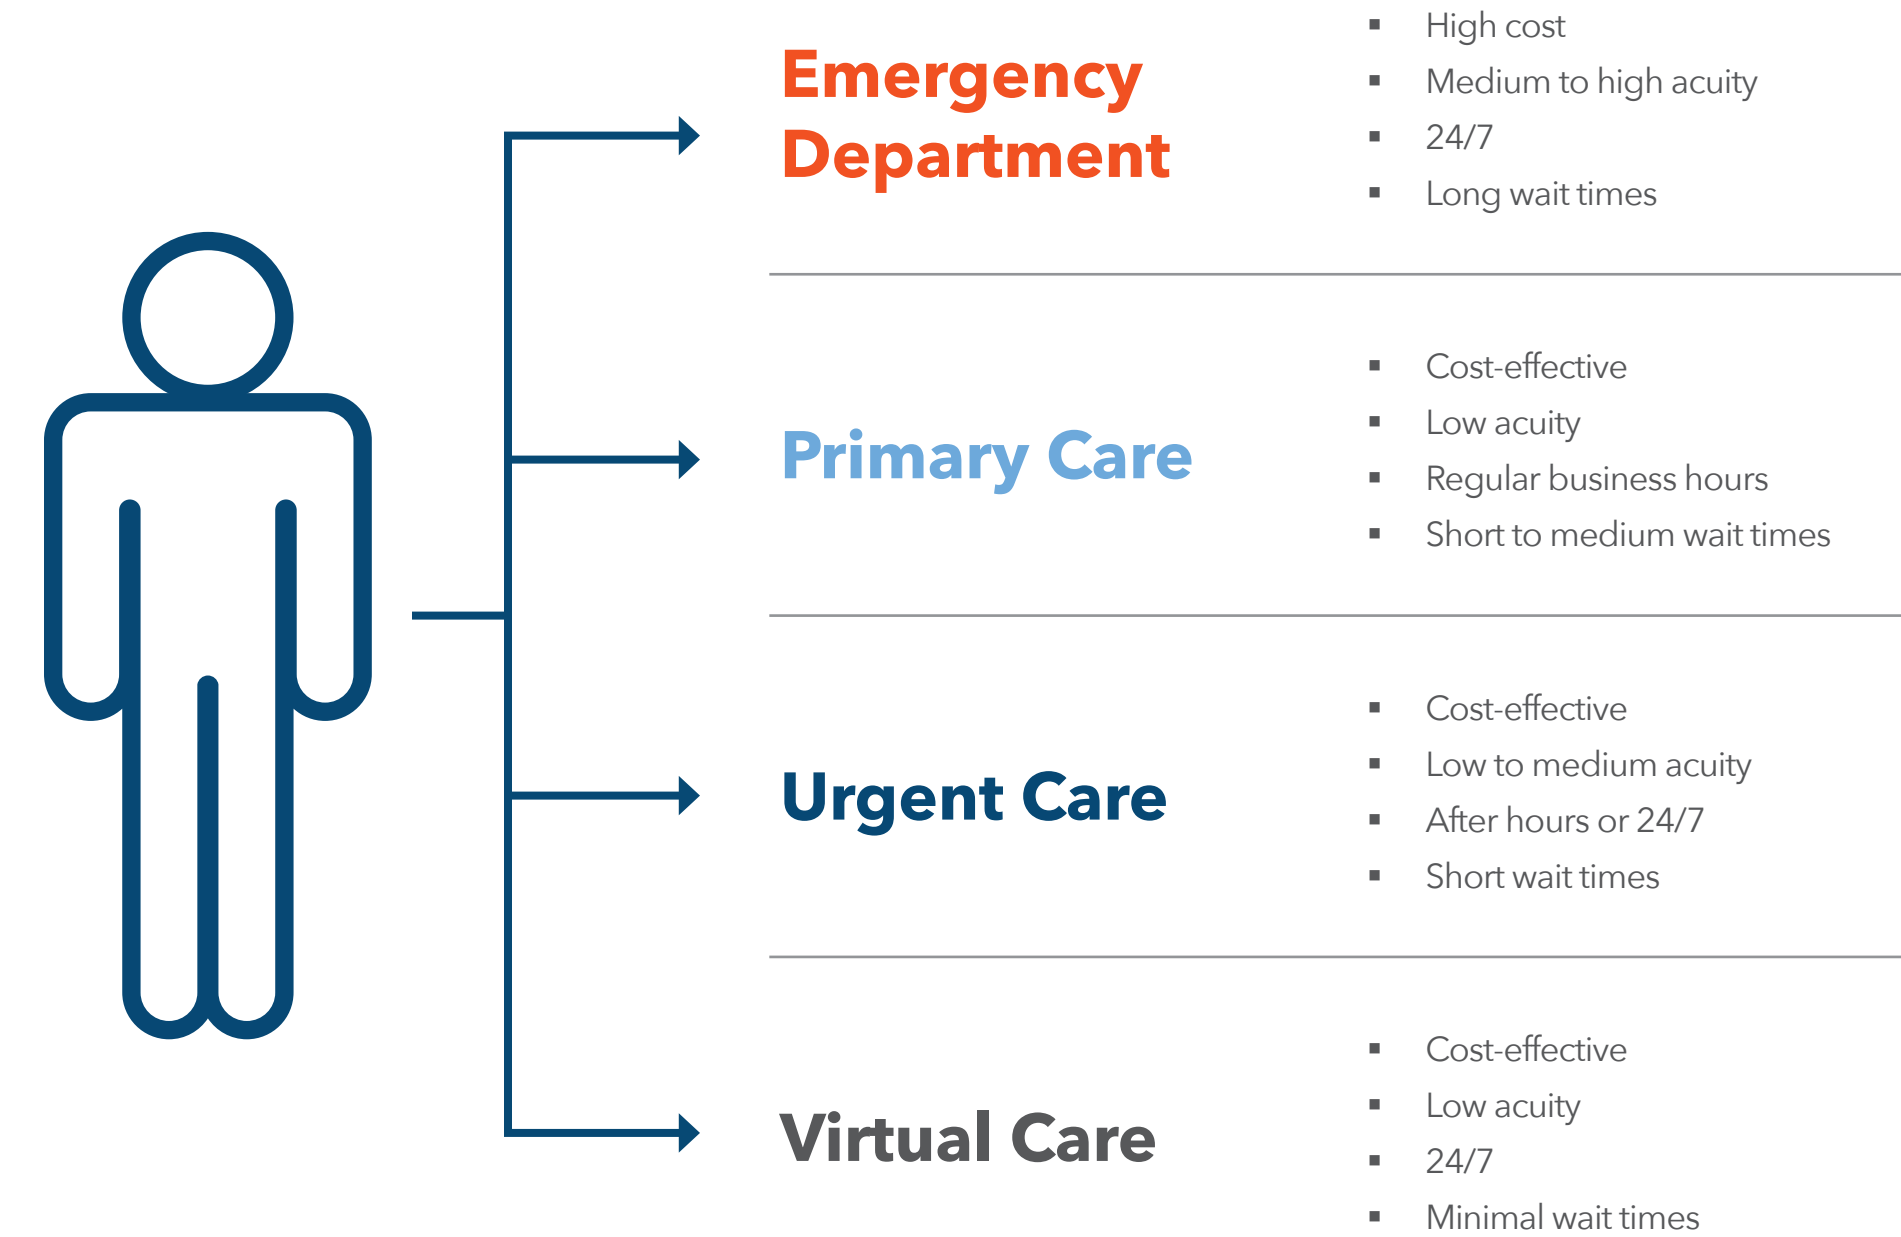 Emergency
Department
▪ High cost
▪ Medium to high acuity
▪ 24/7
▪ Long wait times
Primary Care
▪ Cost-effective
▪ Low acuity
▪ Regular business hours
▪ Short to medium wait times
Urgent Care
▪ Cost-effective
▪ Low to medium acuity
▪ After hours or 24/7
▪ Short wait times
Virtual Care
▪ Cost-effective
▪ Low acuity
▪ 24/7
▪ Minimal wait times